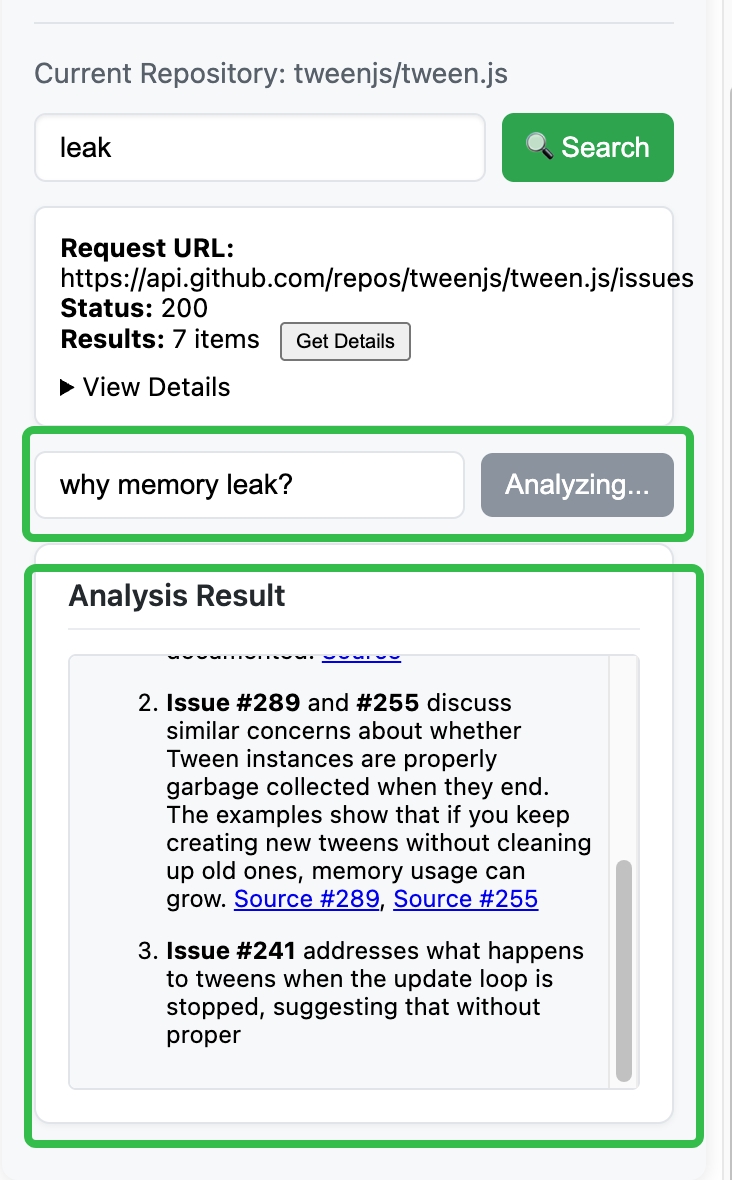 Current Repository: tweenjs/tween.js
leak
🔍 Search
Request URL:
https://api.github.com/repos/tweenjs/tween.js/issues
Status: 200
Results: 7 items
Get Details
▶ View Details
why memory leak?
Analyzing...
Analysis Result
documented. Source
2. Issue #289 and #255 discuss
similar concerns about whether
Tween instances are properly
garbage collected when they end.
The examples show that if you keep
creating new tweens without cleaning
up old ones, memory usage can
grow. Source #289, Source #255
3. Issue #241 addresses what happens
to tweens when the update loop is
stopped, suggesting that without
proper